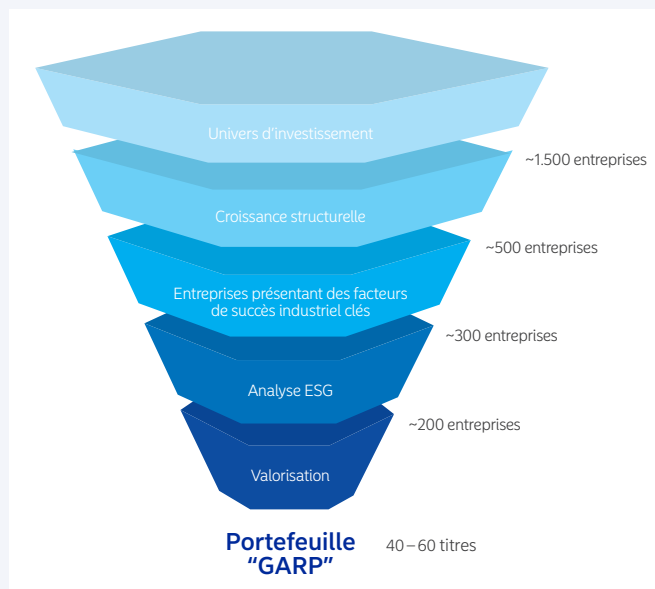 Univers d'investissement
~1.500 entreprises
Croissance structurelle
~500 entreprises
Entreprises présentant des facteurs
de succès industriel clés
~300 entreprises
Analyse ESG
~200 entreprises
Valorisation
Portefeuille
“GARP”
40–60 titres